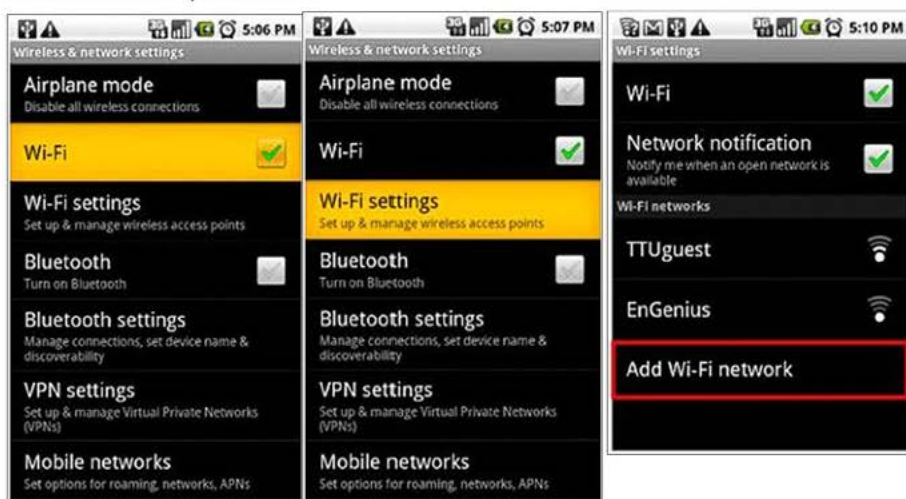 3G 5:06 PM
Wireless & network settings
Airplane mode
Disable all wireless connections
Wi-Fi
Wi-Fi settings
Set up & manage wireless access points
Bluetooth
Turn on Bluetooth
Bluetooth settings
Manage connections, set device name &
discoverability
VPN settings
Set up & manage Virtual Private Networks
(VPNs)
Mobile networks
Set options for roaming, networks, APNs
3G 5:07 PM
Wireless & network settings
Airplane mode
Disable all wireless connections
Wi-Fi
Wi-Fi settings
Set up & manage wireless access points
Bluetooth
Turn on Bluetooth
Bluetooth settings
Manage connections, set device name &
discoverability
VPN settings
Set up & manage Virtual Private Networks
(VPNs)
Mobile networks
Set options for roaming, networks, APNs
3G 5:10 PM
Wi-Fi settings
Wi-Fi
Network notification
Notify me when an open network is
available
Wi-Fi networks
TTUguest
EnGenius
Add Wi-Fi network